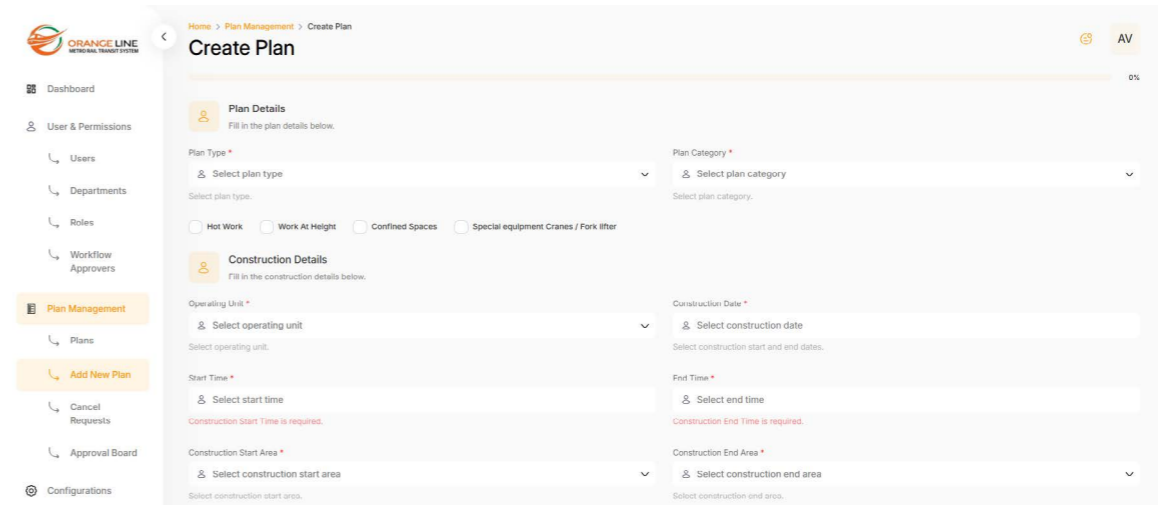 ORANGE LINE
METRO RAIL TRANSIT SYSTEM
Home > Plan Management > Create Plan
Create Plan
AV
0%
Dashboard
User & Permissions
Users
Departments
Roles
Workflow
Approvers
Plan Management
Plans
Add New Plan
Cancel
Requests
Approval Board
Configurations
Plan Details
Fill in the plan details below.
Plan Type *
Plan Category *
Select plan type
Select plan category
Select plan type.
Select plan category.
Hot Work
Work At Height
Confined Spaces
Special equipment Cranes / Fork lifter
Construction Details
Fill in the construction details below.
Operating Unit *
Construction Date *
Select operating unit
Select construction date
Select operating unit.
Select construction start and end dates.
Start Time *
End Time *
Select start time
Select end time
Construction Start Time is required.
Construction End Time is required.
Construction Start Area *
Construction End Area *
Select construction start area
Select construction end area
Select construction start area.
Select construction end area.